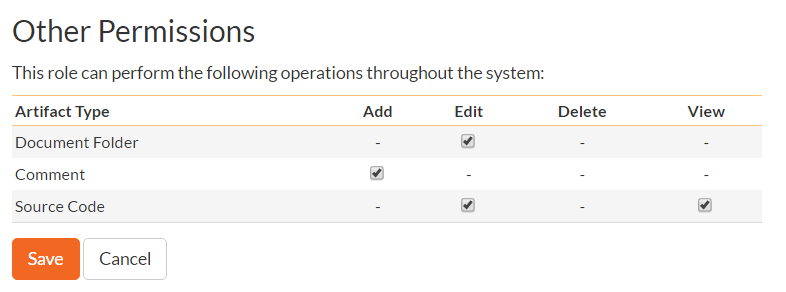 Other Permissions
This role can perform the following operations throughout the system:
Artifact Type Add Edit Delete View
Document Folder - - -
Comment - - -
Source Code - -
Save Cancel